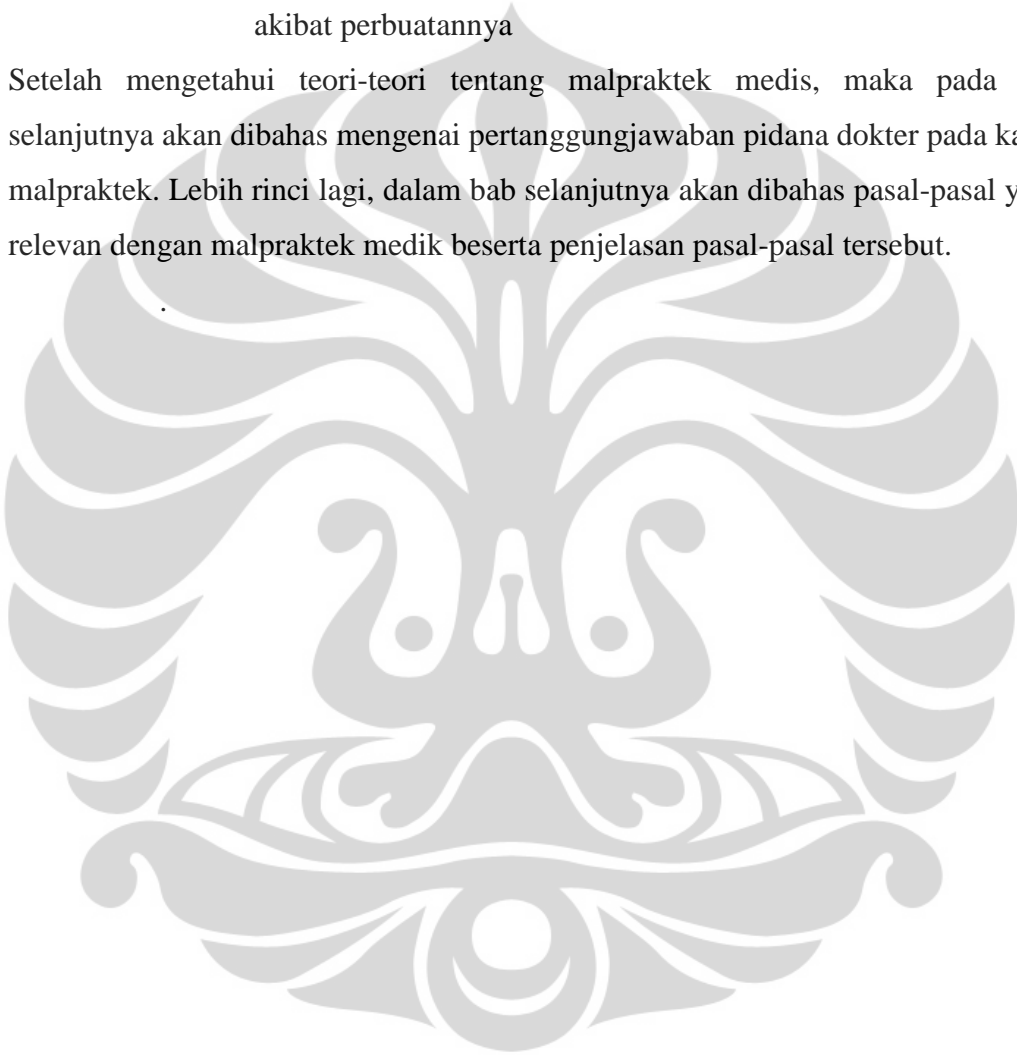 akibat perbuatannya
Setelah mengetahui teori-teori tentang malpraktek medis, maka pada
selanjutnya akan dibahas mengenai pertanggungjawaban pidana dokter pada ka
malpraktek. Lebih rinci lagi, dalam bab selanjutnya akan dibahas pasal-pasal y
relevan dengan malpraktek medik beserta penjelasan pasal-pasal tersebut.
.